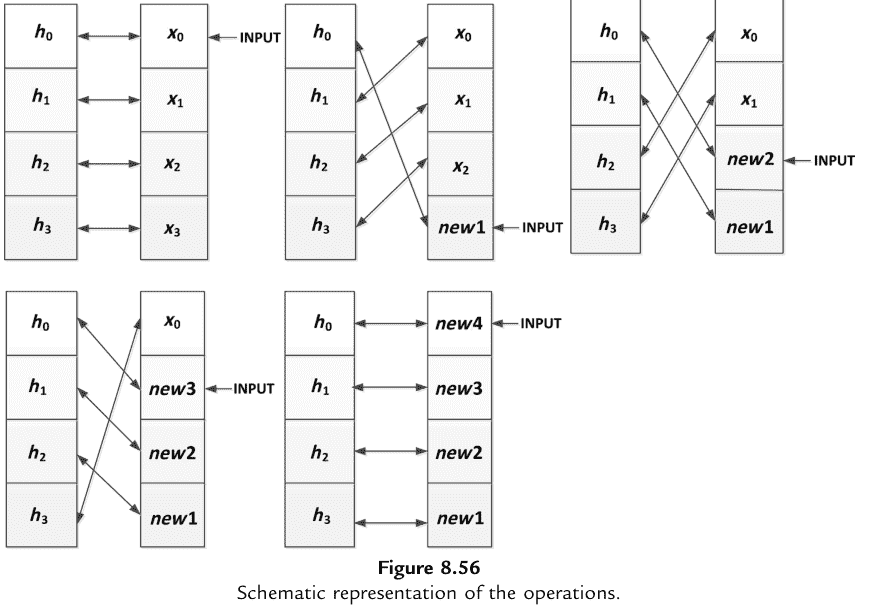 h0 x0 INPUT
h1 x1
h2 x2
h3 x3
h0 x0
h1 x1
h2 x2
h3 new1 INPUT
h0 x0
h1 x1
h2 new2 INPUT
h3 new1
h0 x0
h1 new3 INPUT
h2 new2
h3 new1
h0 new4 INPUT
h1 new3
h2 new2
h3 new1
Figure 8.56
Schematic representation of the operations.